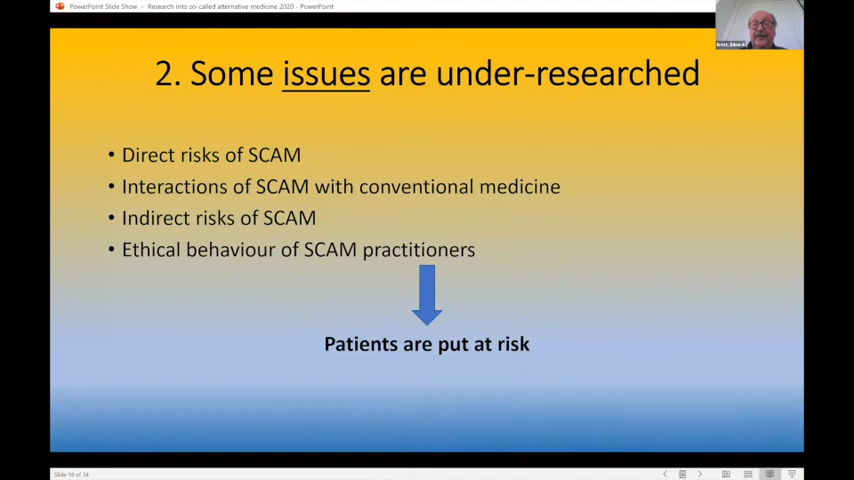 PowerPoint Slide Show - Research into so-called alternative medicine 2020 - PowerPoint
2. Some issues are under-researched
• Direct risks of SCAM
• Interactions of SCAM with conventional medicine
• Indirect risks of SCAM
• Ethical behaviour of SCAM practitioners
Patients are put at risk